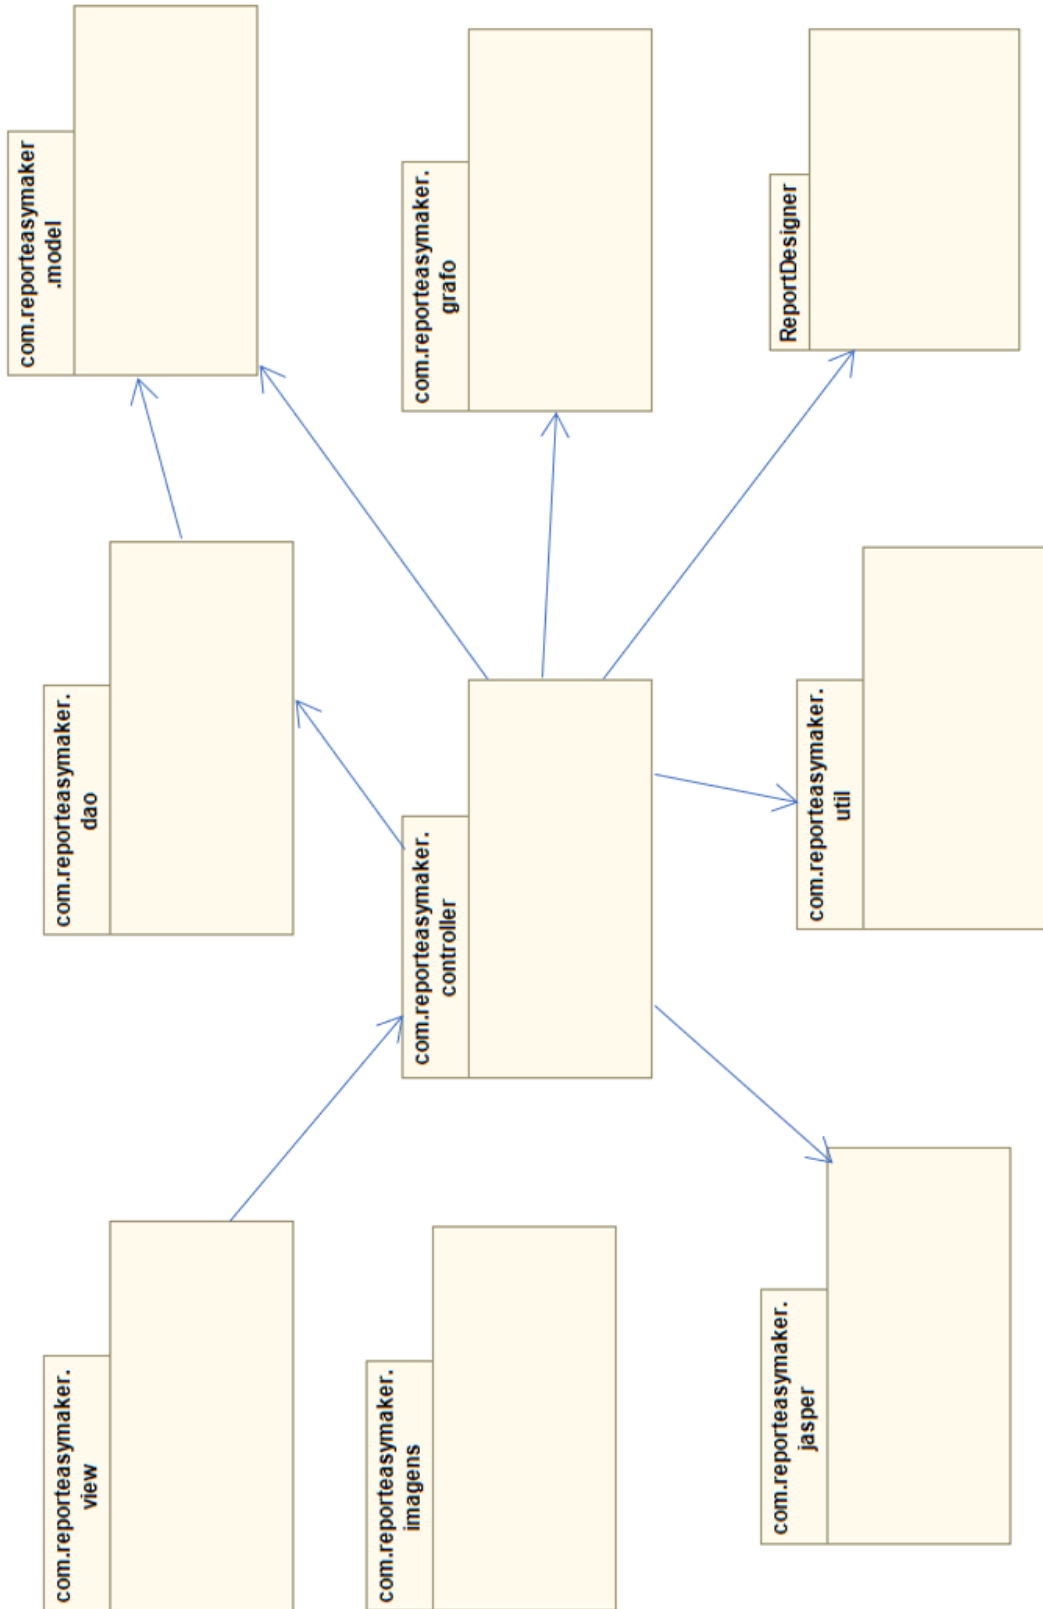 com.reporteasymaker.
view
com.reporteasymaker.
dao
com.reporteasymaker
.model
com.reporteasymaker.
imagens
com.reporteasymaker.
controller
com.reporteasymaker.
grafo
com.reporteasymaker.
jasper
com.reporteasymaker.
util
ReportDesigner